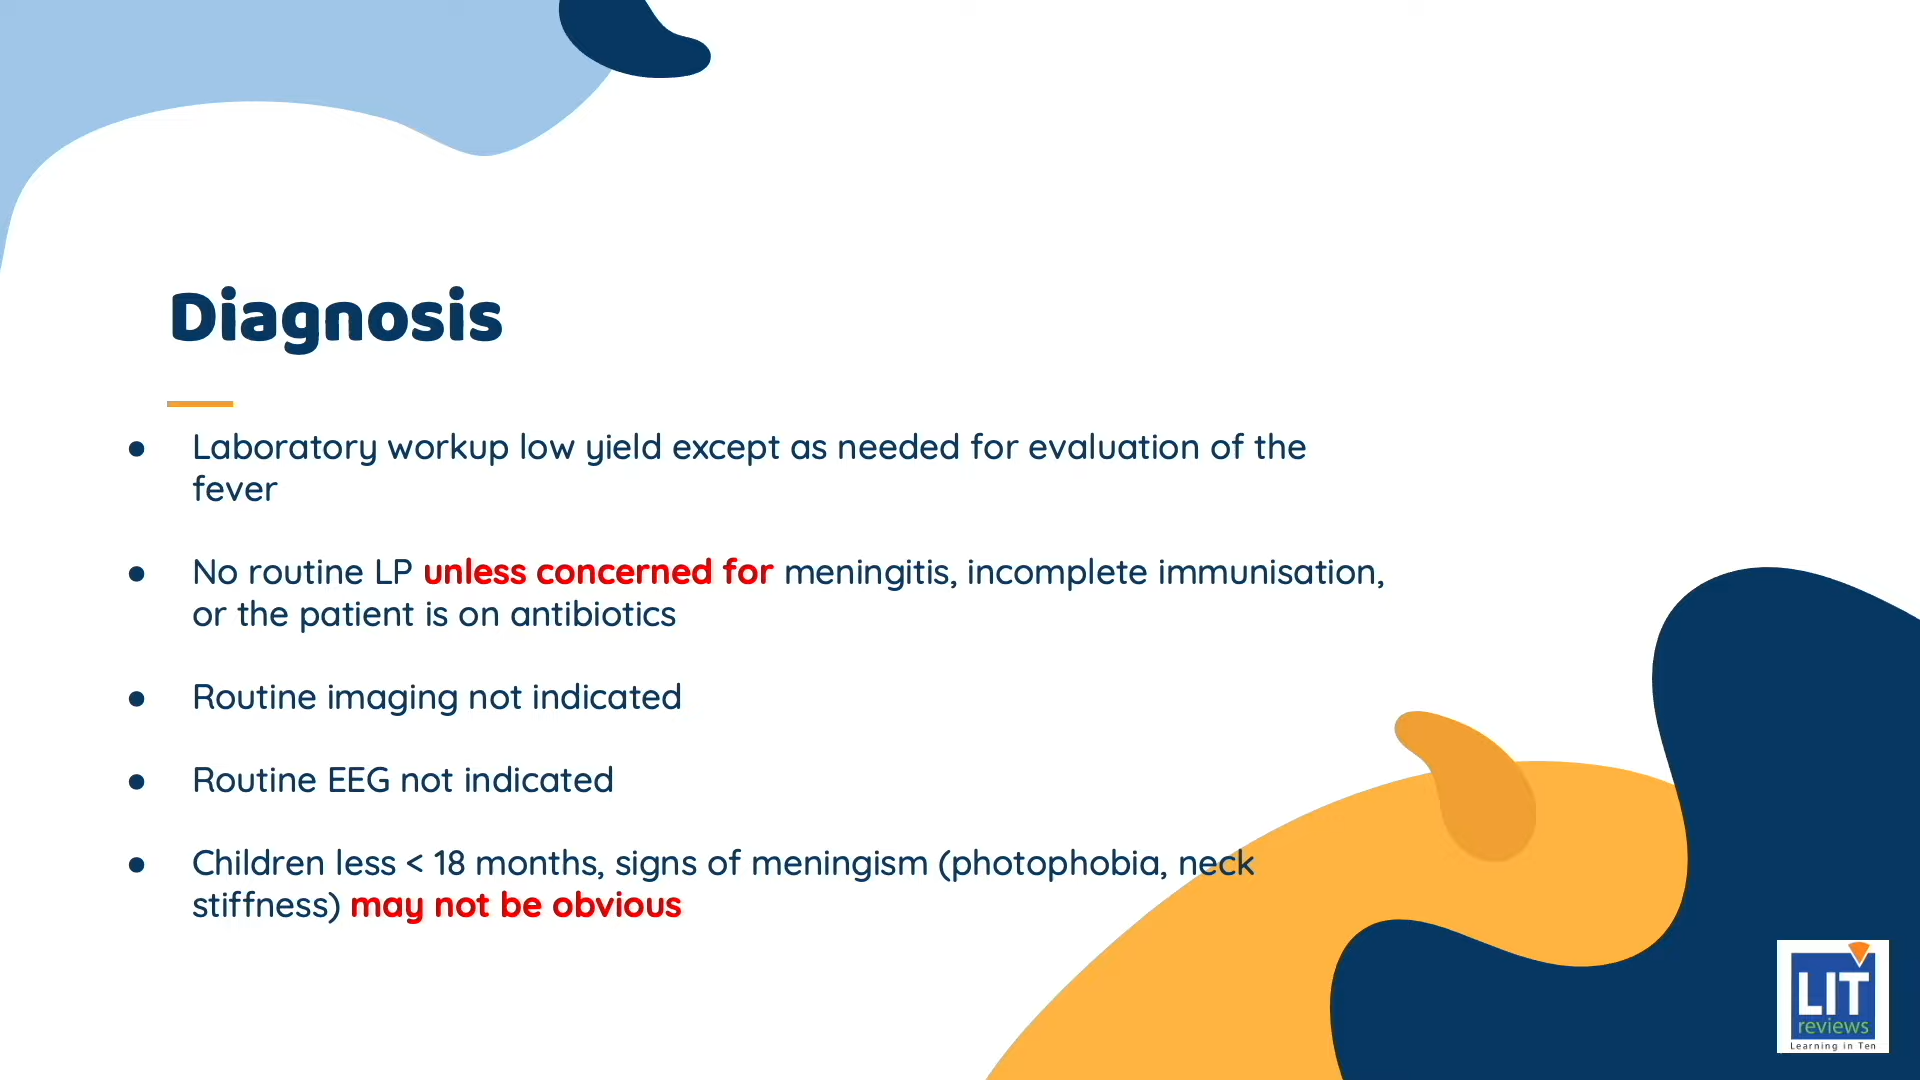 Diagnosis
● Laboratory workup low yield except as needed for evaluation of the
fever
● No routine LP unless concerned for meningitis, incomplete immunisation,
or the patient is on antibiotics
● Routine imaging not indicated
● Routine EEG not indicated
● Children less < 18 months, signs of meningism (photophobia, neck
stiffness) may not be obvious
LIT
reviews
Learning in Ten